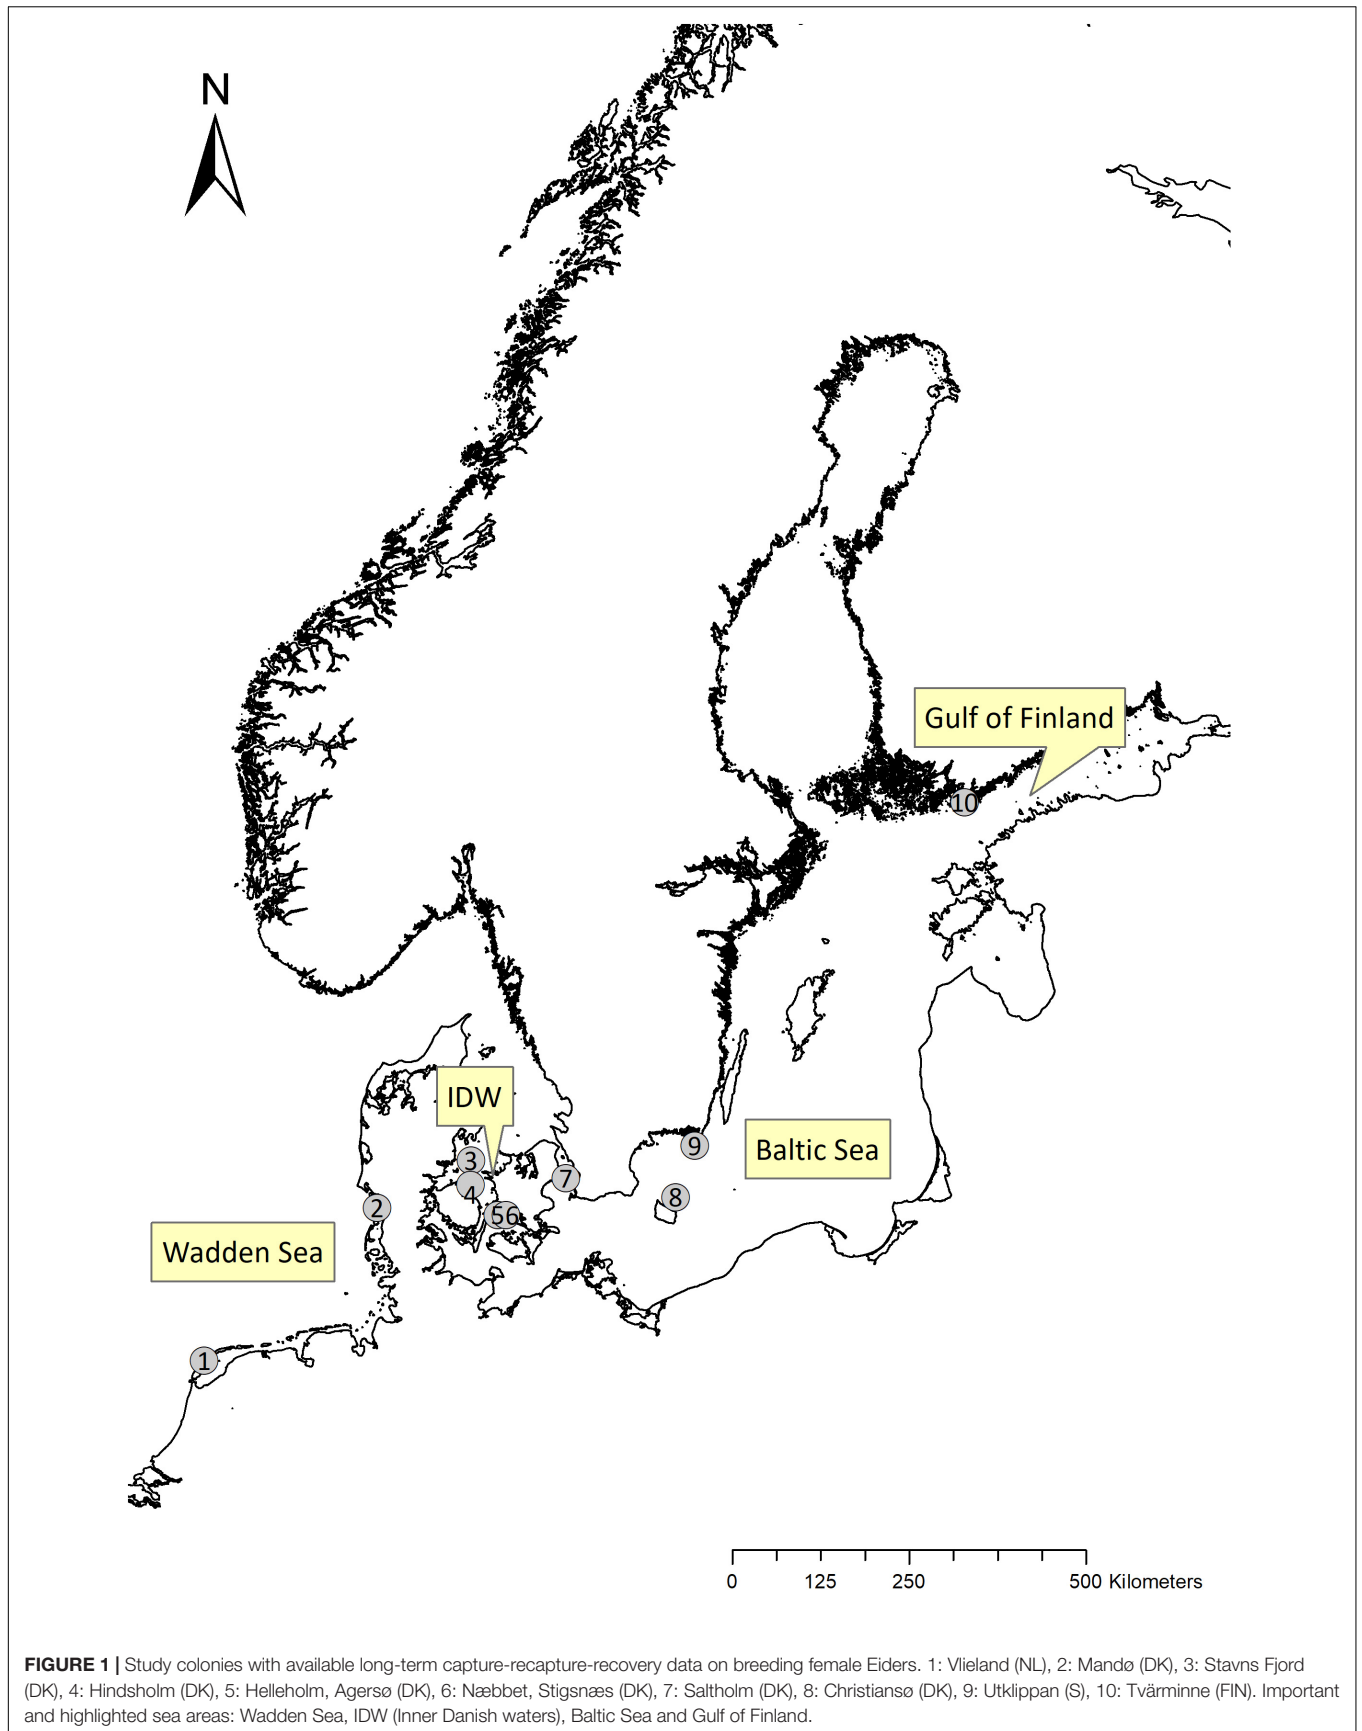 N
Gulf of Finland
10
IDW
3
4
5 6
7
9
8
Baltic Sea
2
Wadden Sea
1
0 125 250 500 Kilometers
FIGURE 1 | Study colonies with available long-term capture-recapture-recovery data on breeding female Eiders. 1: Vlieland (NL), 2: Mandø (DK), 3: Stavns Fjord
(DK), 4: Hindsholm (DK), 5: Helleholm, Agersø (DK), 6: Næbbet, Stigsnæs (DK), 7: Saltholm (DK), 8: Christiansø (DK), 9: Utklippan (S), 10: Tvärminne (FIN). Important
and highlighted sea areas: Wadden Sea, IDW (Inner Danish waters), Baltic Sea and Gulf of Finland.